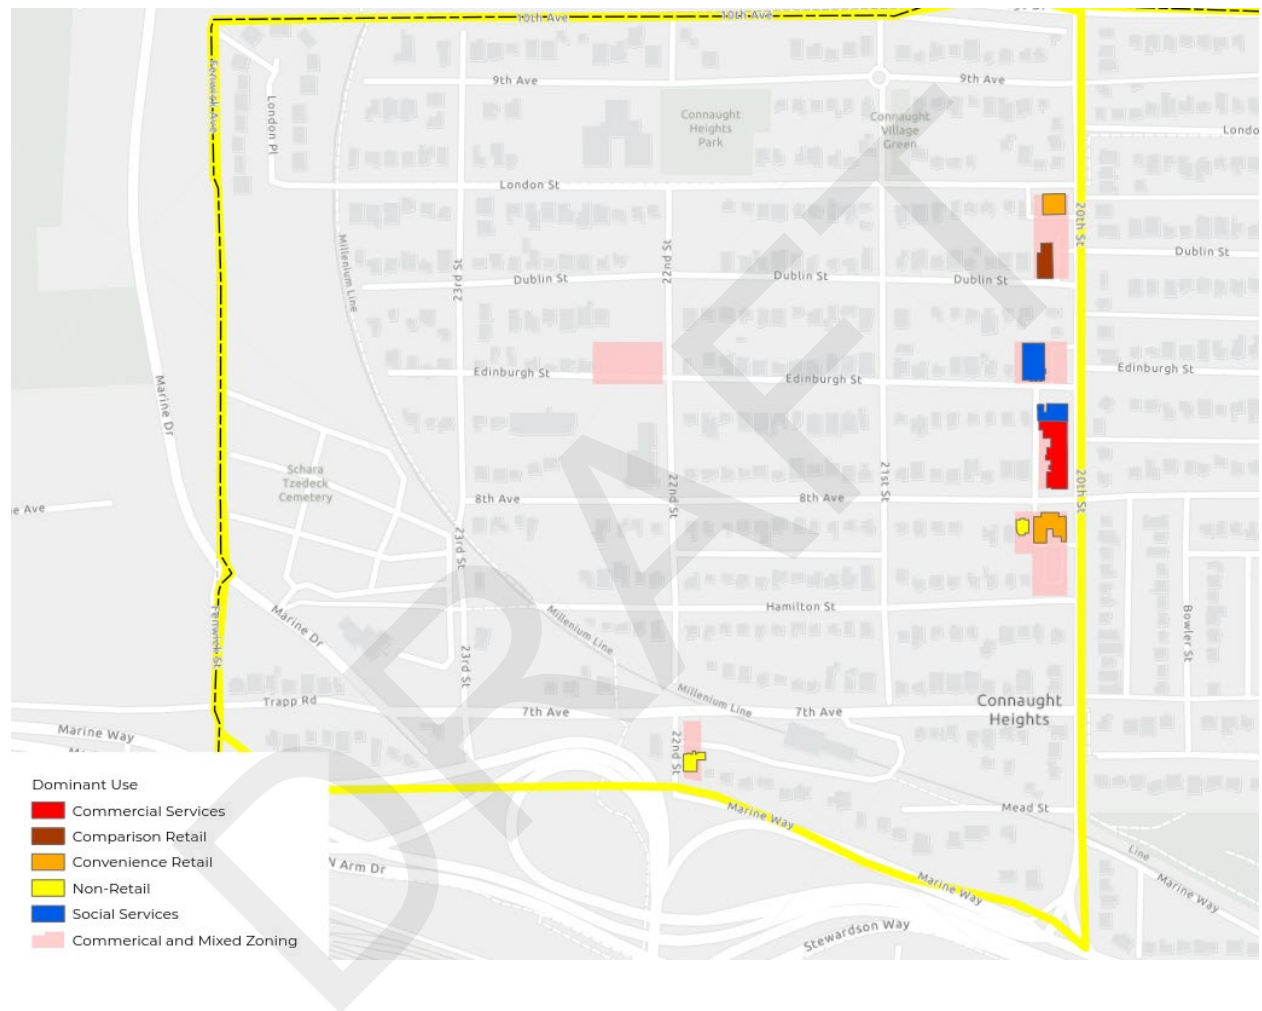 10th Ave
10th Ave
9th Ave
9th Ave
Fenwick Ave
London Pl
Connaught
Heights
Park
Connaught
Village
Green
Londo
London St
20th St
Millenium Line
23rd St
22nd St
Dublin St
Dublin St
Dublin St
Dublin St
Marine Dr
Edinburgh St
Edinburgh St
Edinburgh St
Schara
Tzedeck
Cemetery
22nd St
21st St
20th St
8th Ave
8th Ave
e Ave
23rd St
Hamilton St
Marine Dr
Fenwick St
Millenium Line
Bowler St
23rd St
Trapp Rd
Millenium Line
Connaught
Heights
7th Ave
7th Ave
Marine Way
22nd St
Mead St
Marine Way
Line
Marine Way
N Arm Dr
Marine Way
Stewardson Way
Dominant Use
Commercial Services
Comparison Retail
Convenience Retail
Non-Retail
Social Services
Commerical and Mixed Zoning
DRAFT